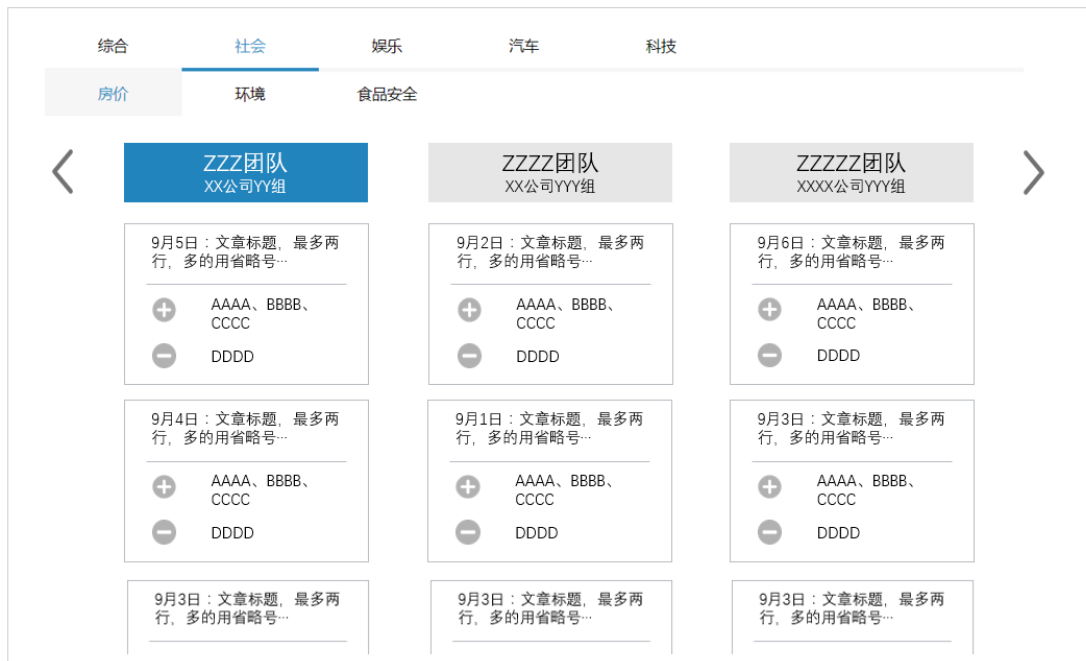 综合
社会
娱乐
汽车
科技
房价
环境
食品安全
ZZZ团队
XX公司YY组
ZZZZ团队
XX公司YYY组
ZZZZZ团队
XXXX公司YYY组
9月5日：文章标题，最多两
行，多的用省略号…
AAAA、BBBB、
CCCC
DDDD
9月2日：文章标题，最多两
行，多的用省略号…
AAAA、BBBB、
CCCC
DDDD
9月6日：文章标题，最多两
行，多的用省略号…
AAAA、BBBB、
CCCC
DDDD
9月4日：文章标题，最多两
行，多的用省略号…
AAAA、BBBB、
CCCC
DDDD
9月1日：文章标题，最多两
行，多的用省略号…
AAAA、BBBB、
CCCC
DDDD
9月3日：文章标题，最多两
行，多的用省略号…
AAAA、BBBB、
CCCC
DDDD
9月3日：文章标题，最多两
行，多的用省略号…
9月3日：文章标题，最多两
行，多的用省略号…
9月3日：文章标题，最多两
行，多的用省略号…